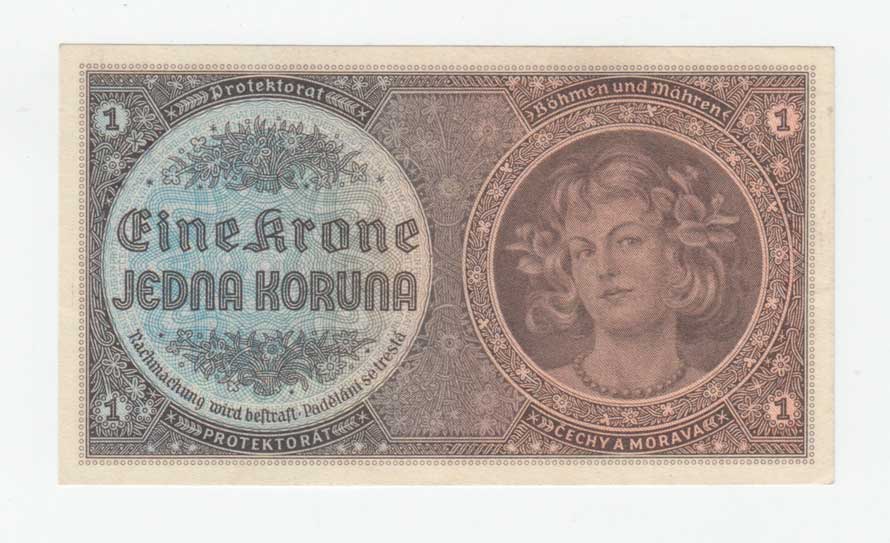 Protektorat
Böhmen und Mähren
1
1
Eine Krone
JEDNA KORUNA
Nachmachung wird bestraft · Padělání se trestá
1
1
PROTEKTORÁT
ČECHY A MORAVA